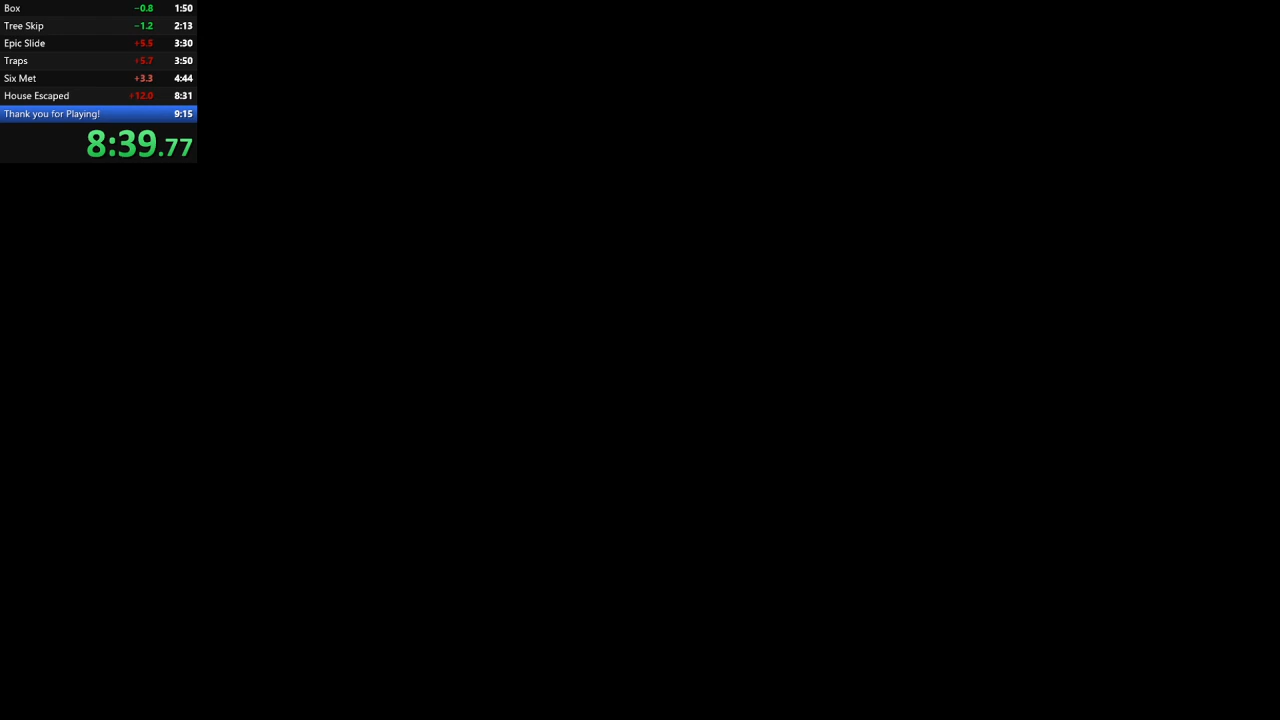 Box −0.8 1:50
Tree Skip −1.2 2:13
Epic Slide +5.5 3:30
Traps +5.7 3:50
Six Met +3.3 4:44
House Escaped +12.0 8:31
Thank you for Playing! 9:15
8:39.77